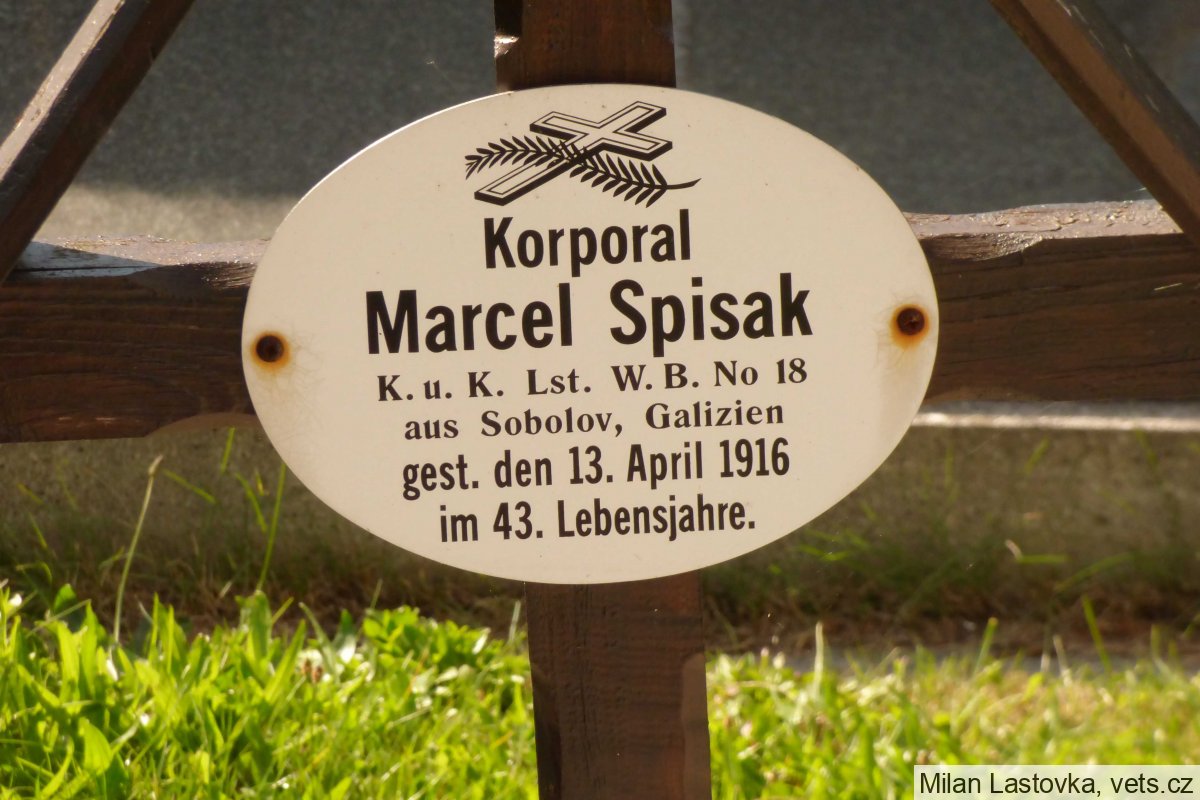 Korporal
Marcel Spisak
K. u. K. Lst. W. B. No 18
aus Sobolov, Galizien
gest. den 13. April 1916
im 43. Lebensjahre.
Milan Lastovka, vets.cz